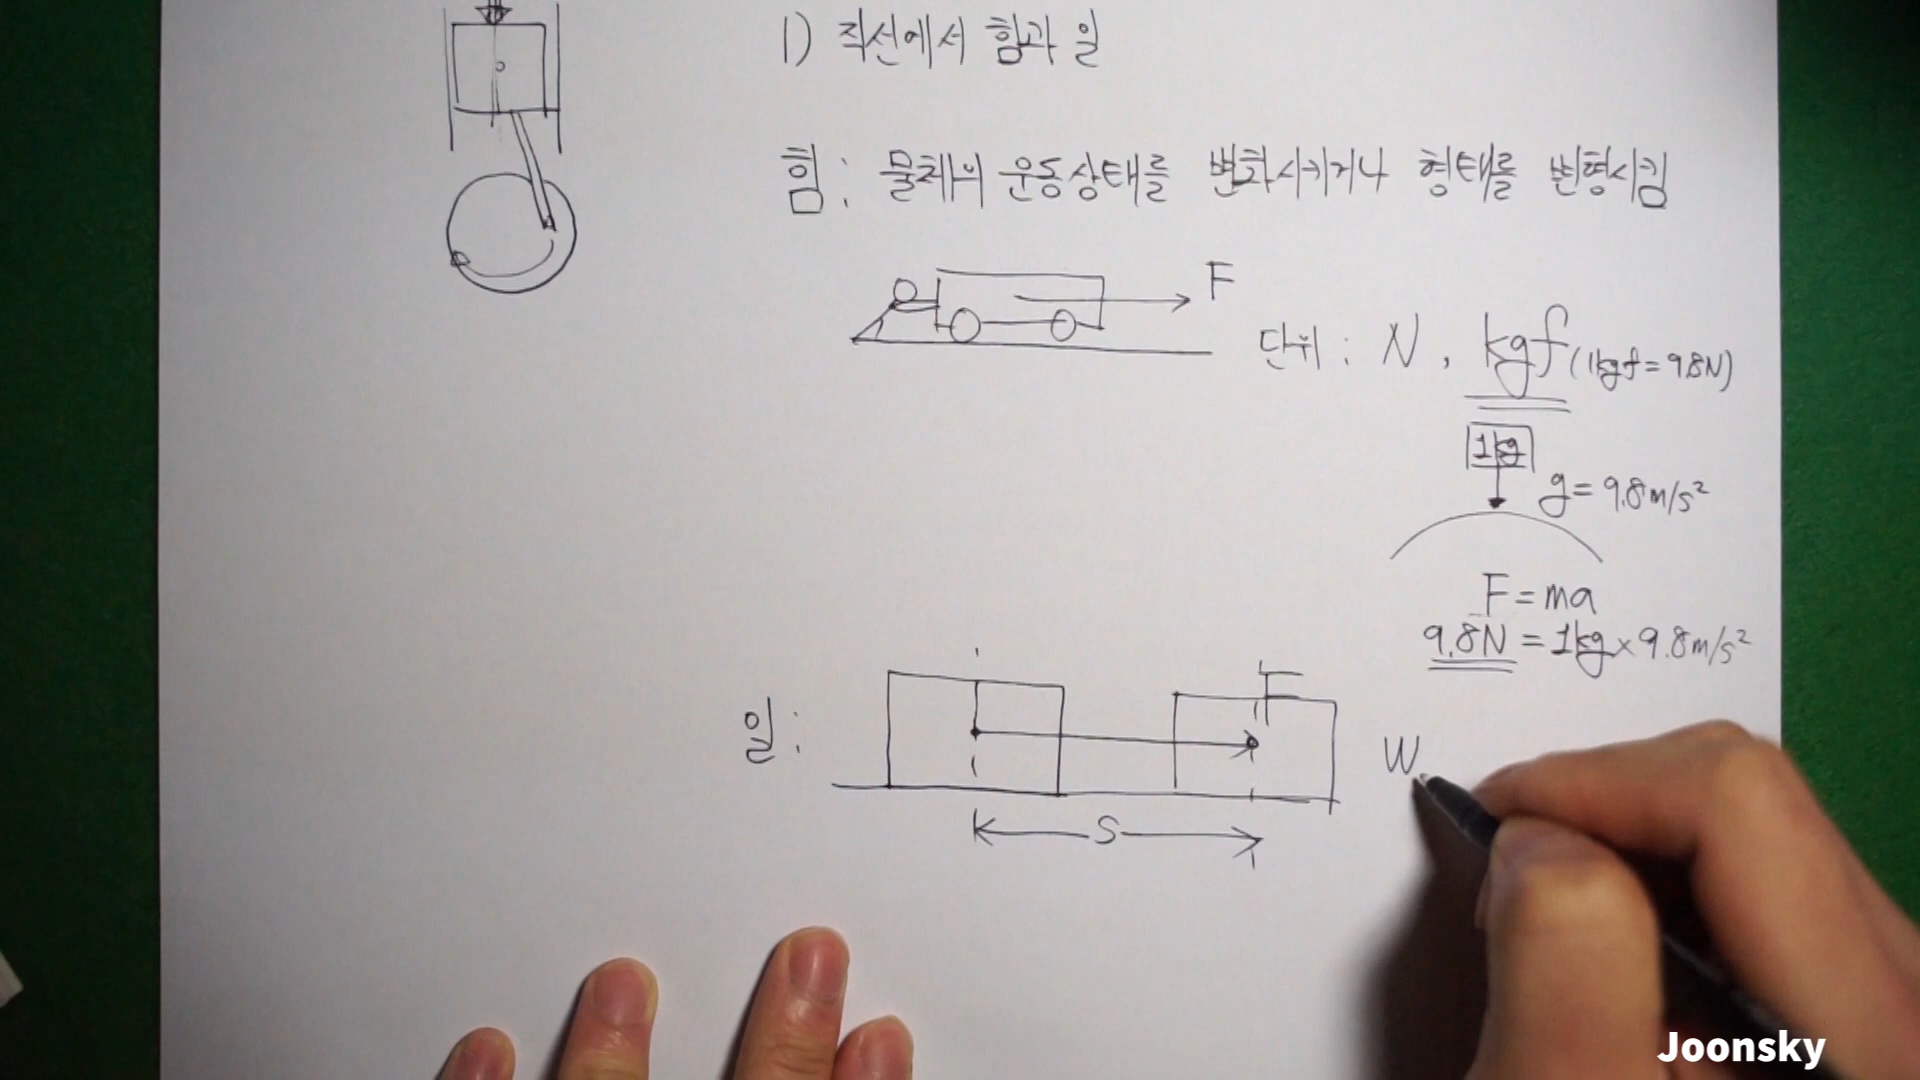 1) 직선에서 힘과 일
힘 : 물체의 운동상태를 변화시키거나 형태를 변형시킴
F
단위 : N , kgf (1kgf = 9.8N)
1kg
g = 9.8m/s²
F = ma
9.8N = 1kg × 9.8m/s²
일 :
F
W
S
Joonsky